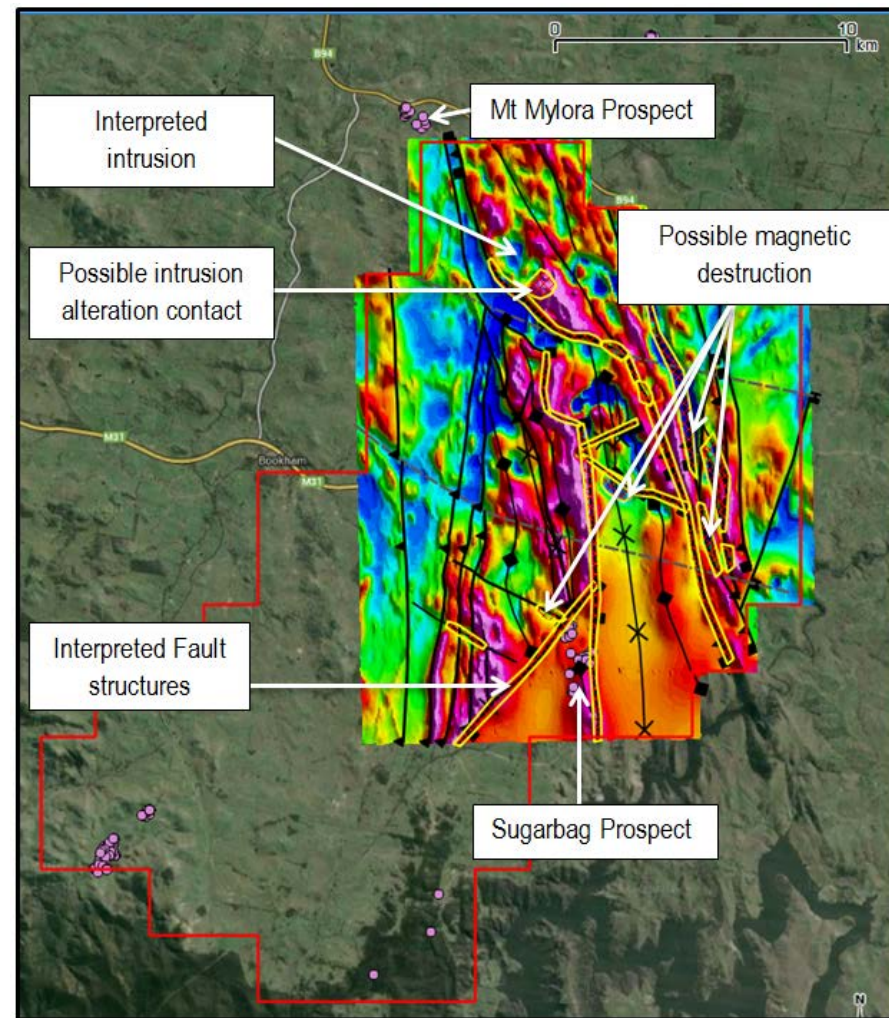 0
10
km
B94
Mt Mylora Prospect
Interpreted
intrusion
B94
Possible magnetic
destruction
Possible intrusion
alteration contact
M31
Bookham
M31
Interpreted Fault
structures
Sugarbag Prospect
N